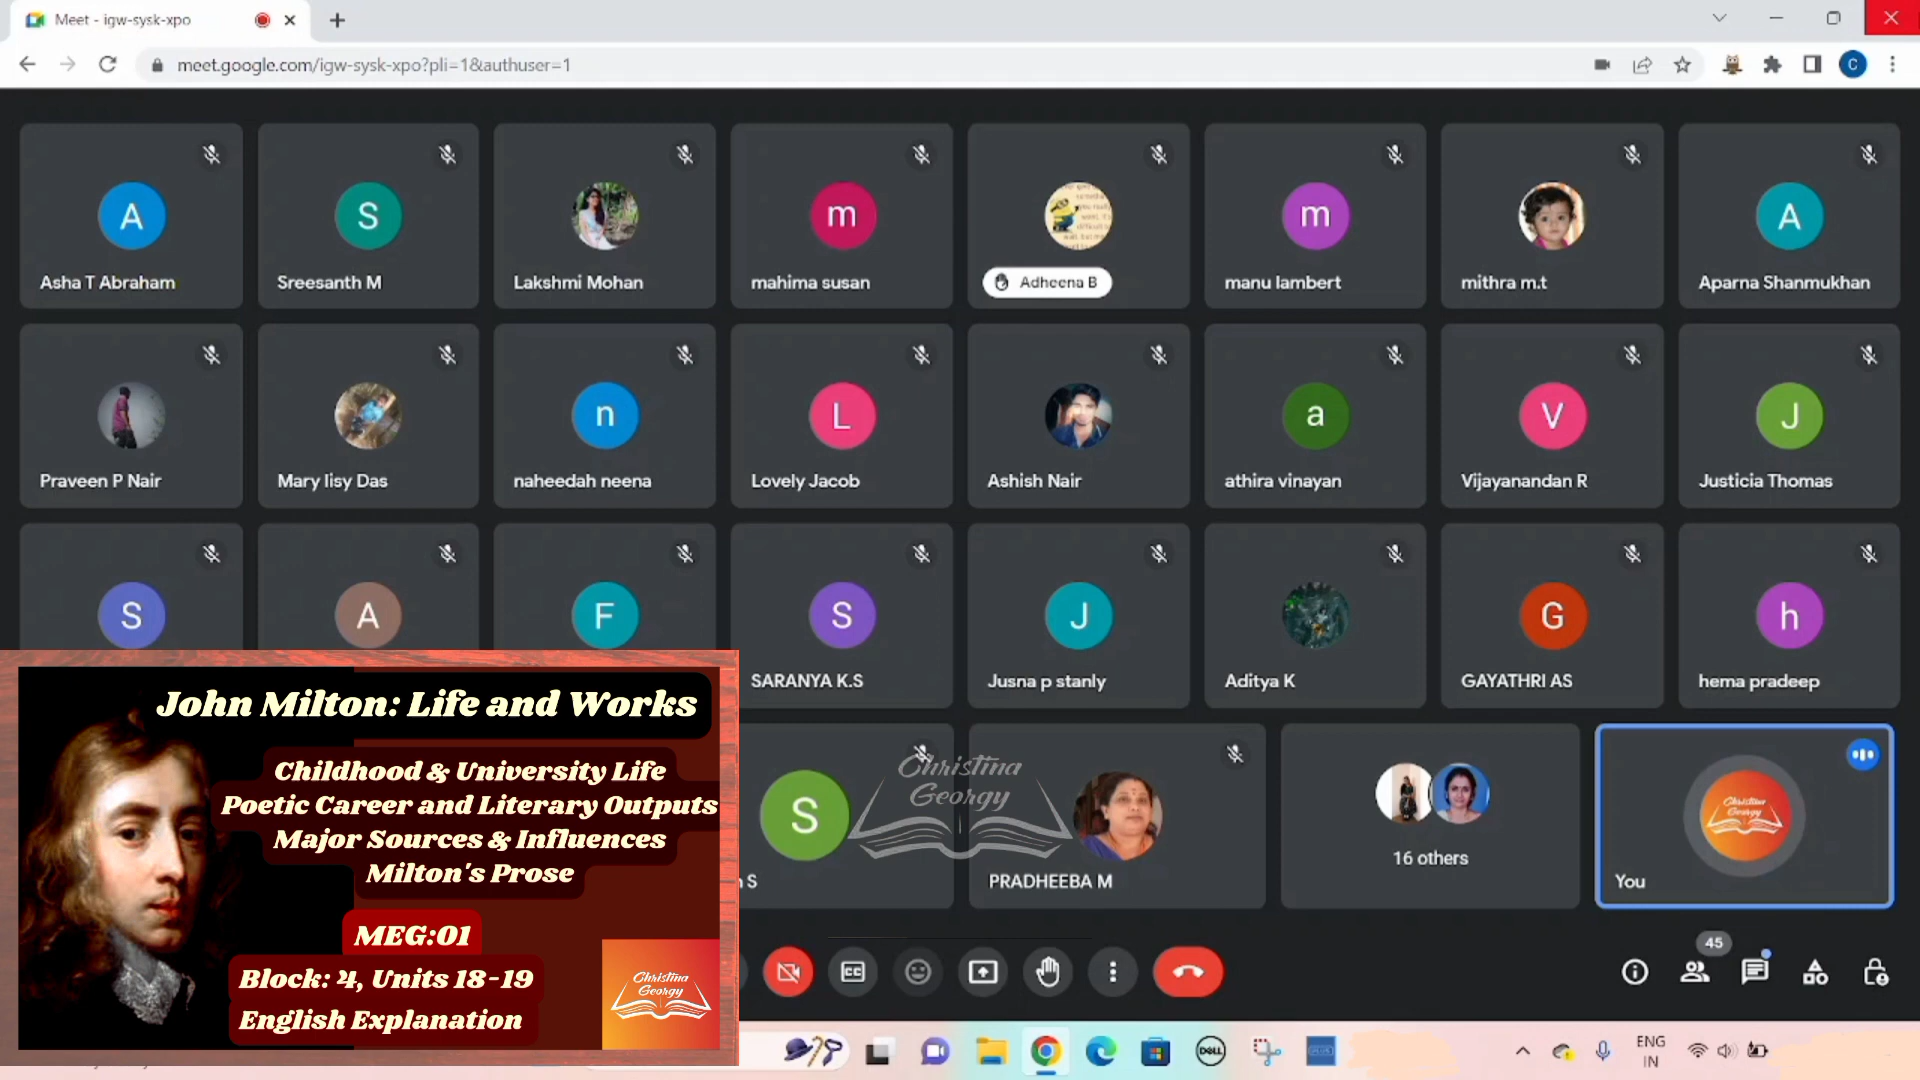 Meet - igw-sysk-xpo
meet.google.com/igw-sysk-xpo?pli=1&authuser=1
C
A
S
m
m
A
Asha T Abraham
Sreesanth M
Lakshmi Mohan
mahima susan
Adheena B
manu lambert
mithra m.t
Aparna Shanmukhan
n
L
a
V
J
Praveen P Nair
Mary lisy Das
naheedah neena
Lovely Jacob
Ashish Nair
athira vinayan
Vijayanandan R
Justicia Thomas
S
A
F
S
J
G
h
SARANYA K.S
Jusna p stanly
Aditya K
GAYATHRI AS
hema pradeep
John Milton: Life and Works
Childhood & University Life
Poetic Career and Literary Outputs
Major Sources & Influences
Milton's Prose
MEG:01
Block: 4, Units 18-19
English Explanation
Christina
Georgy
S
S
Christina
Georgy
PRADHEEBA M
16 others
Christina
Georgy
You
CC
45
DELL
ENG
IN